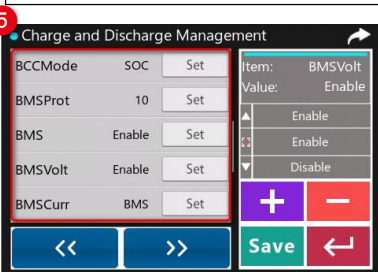 5
Charge and Discharge Management
BCCMode SOC Set
BMSProt 10 Set
BMS Enable Set
BMSVolt Enable Set
BMSCurr BMS Set
<< >>
Item: BMSVolt
Value: Enable
Enable
Enable
Disable
+ −
Save